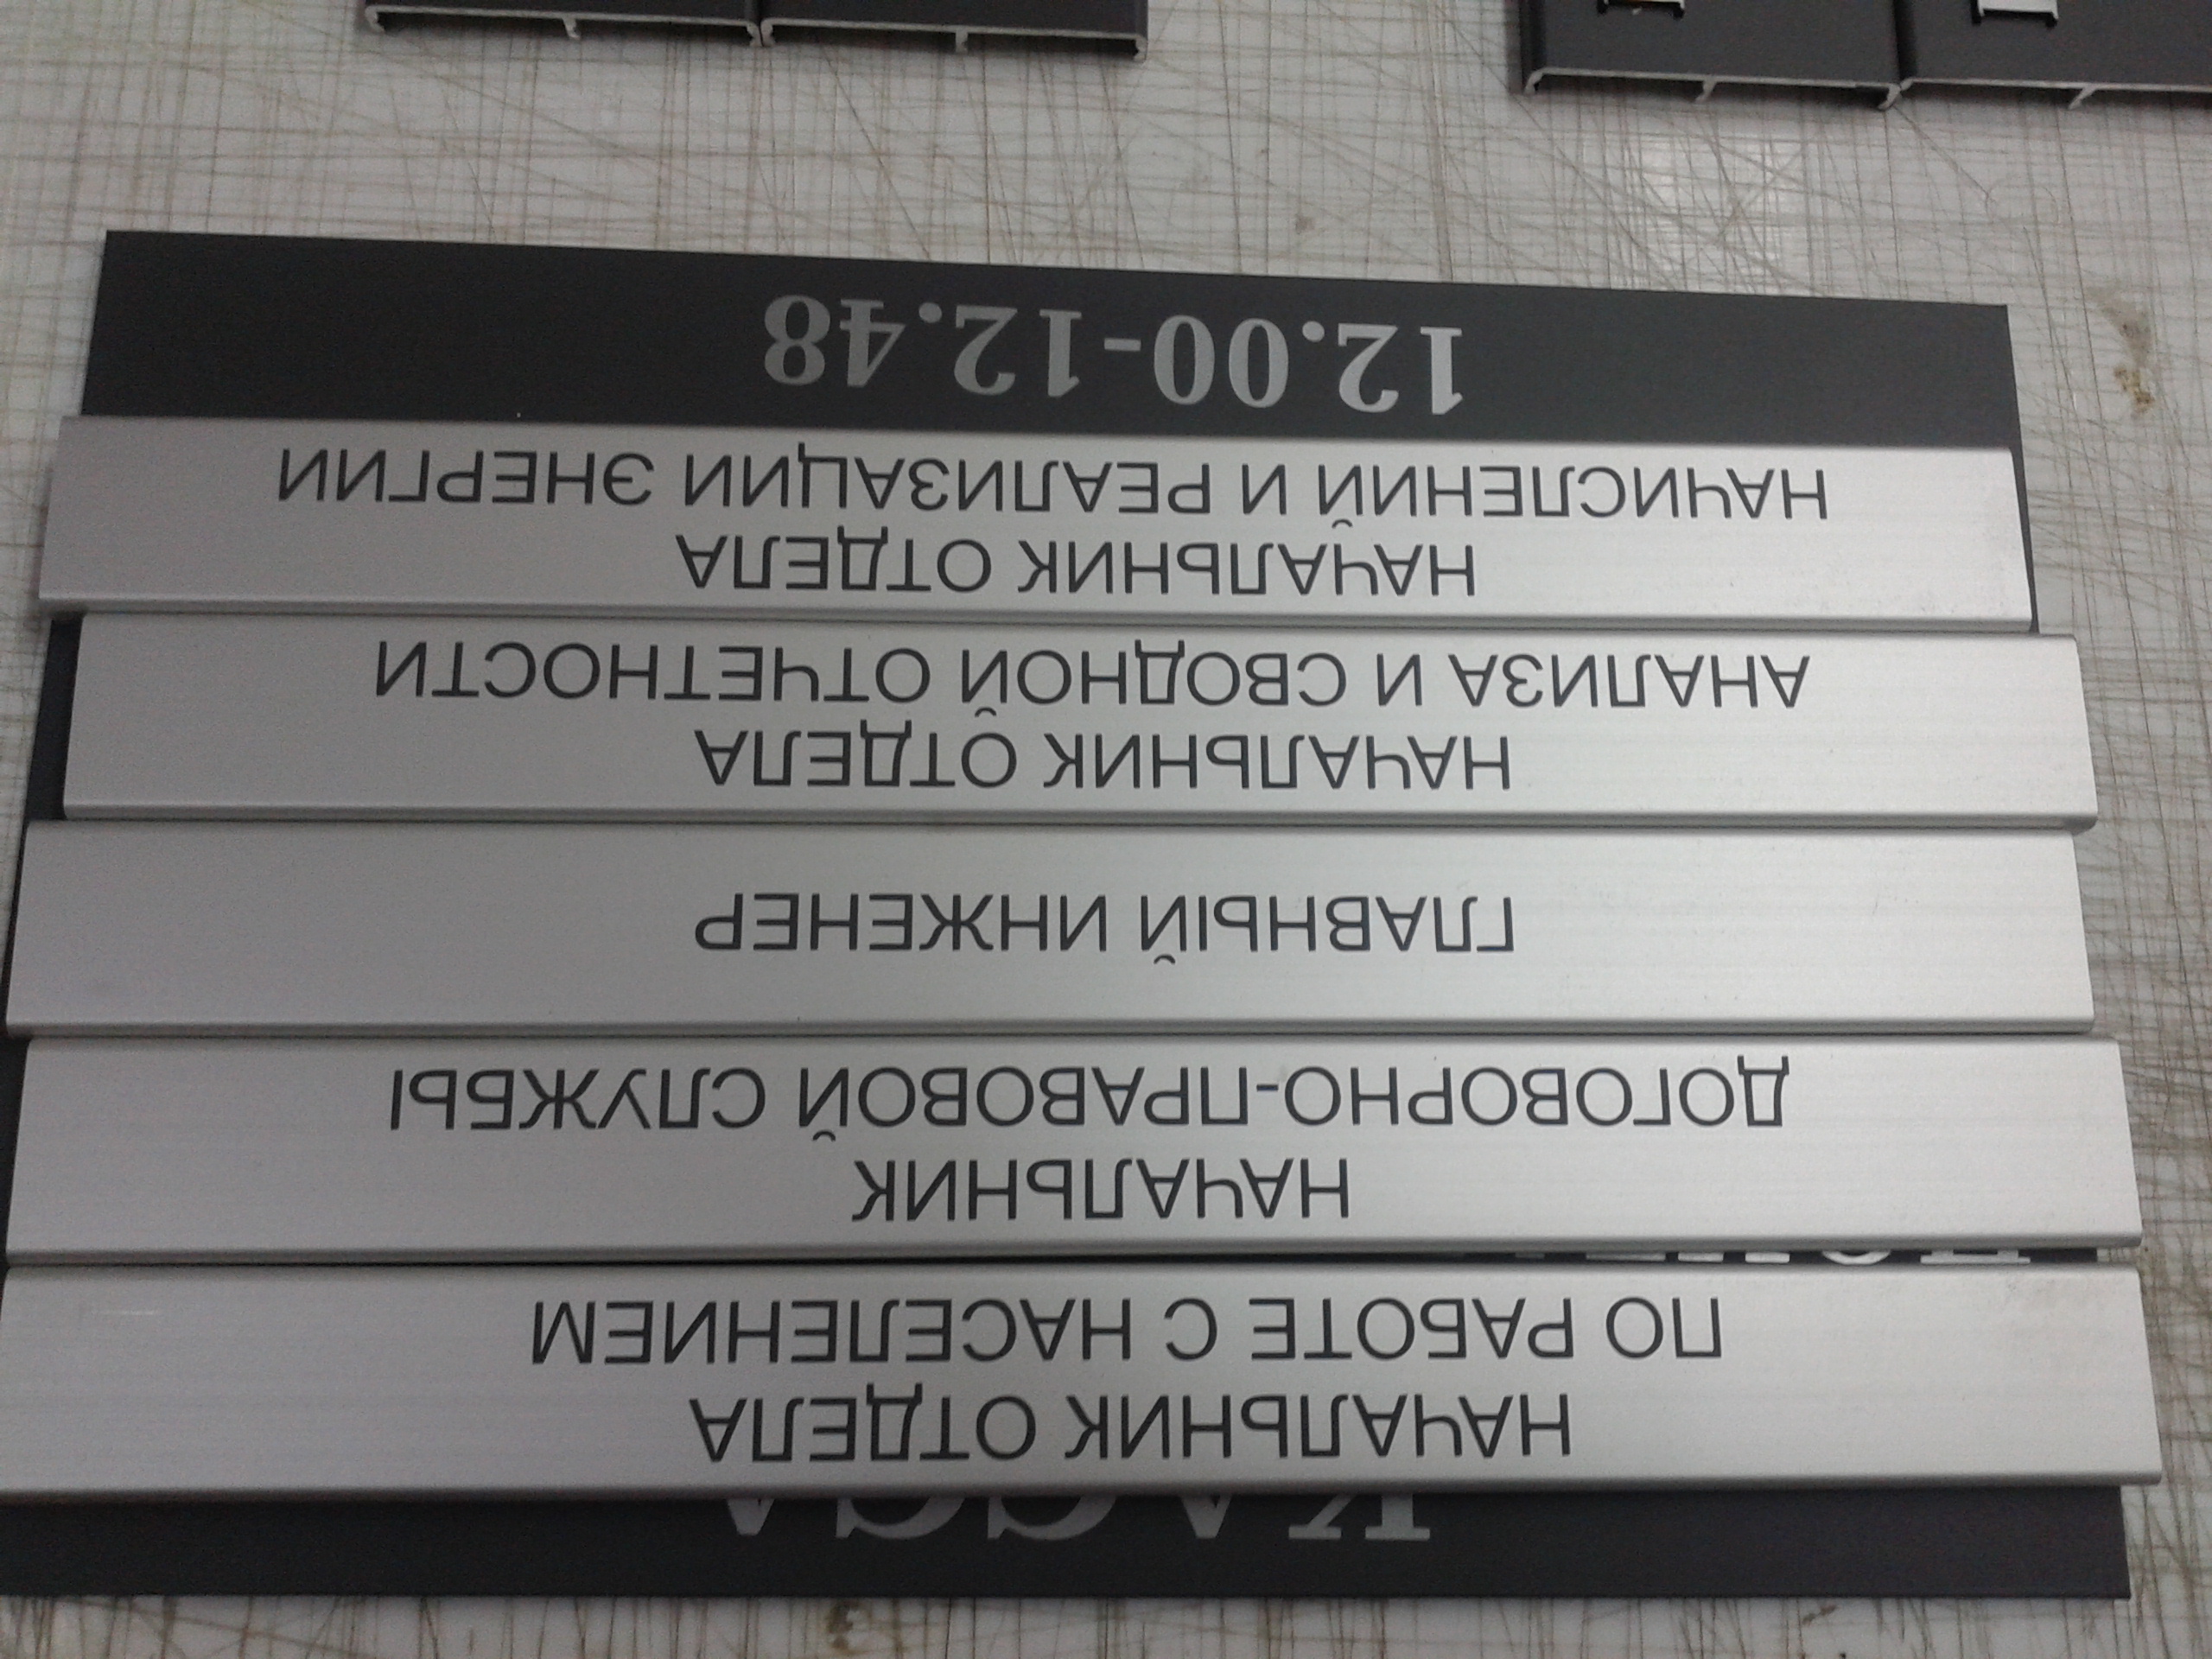 КАССА
НАЧАЛЬНИК ОТДЕЛА
ПО РАБОТЕ С НАСЕЛЕНИЕМ
НАЧАЛЬНИК
ДОГОВОРНО-ПРАВОВОЙ СЛУЖБЫ
ГЛАВНЫЙ ИНЖЕНЕР
НАЧАЛЬНИК ОТДЕЛА
АНАЛИЗА И СВОДНОЙ ОТЧЕТНОСТИ
НАЧАЛЬНИК ОТДЕЛА
НАЧИСЛЕНИЙ И РЕАЛИЗАЦИИ ЭНЕРГИИ
12.00-12.48